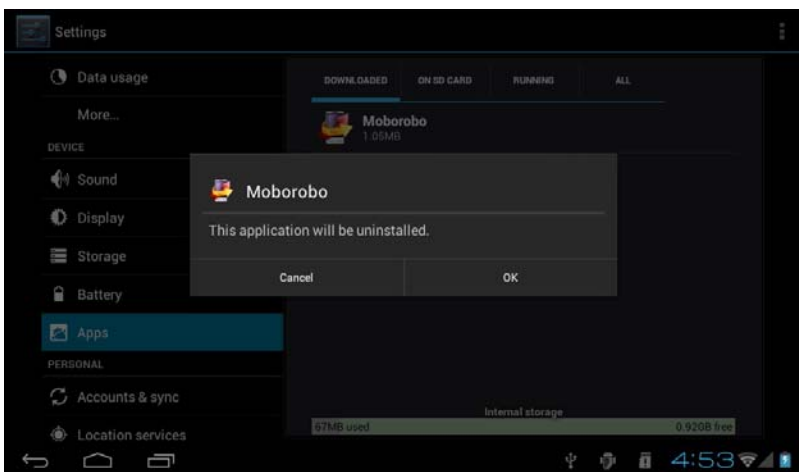 Settings
Data usage
More...
DEVICE
Sound
Display
Storage
Battery
Apps
PERSONAL
Accounts & sync
Location services
DOWNLOADED ON SD CARD RUNNING ALL
Moborobo
1.05MB
Moborobo
This application will be uninstalled.
Cancel OK
Internal storage
67MB used 0.92GB free
4:53